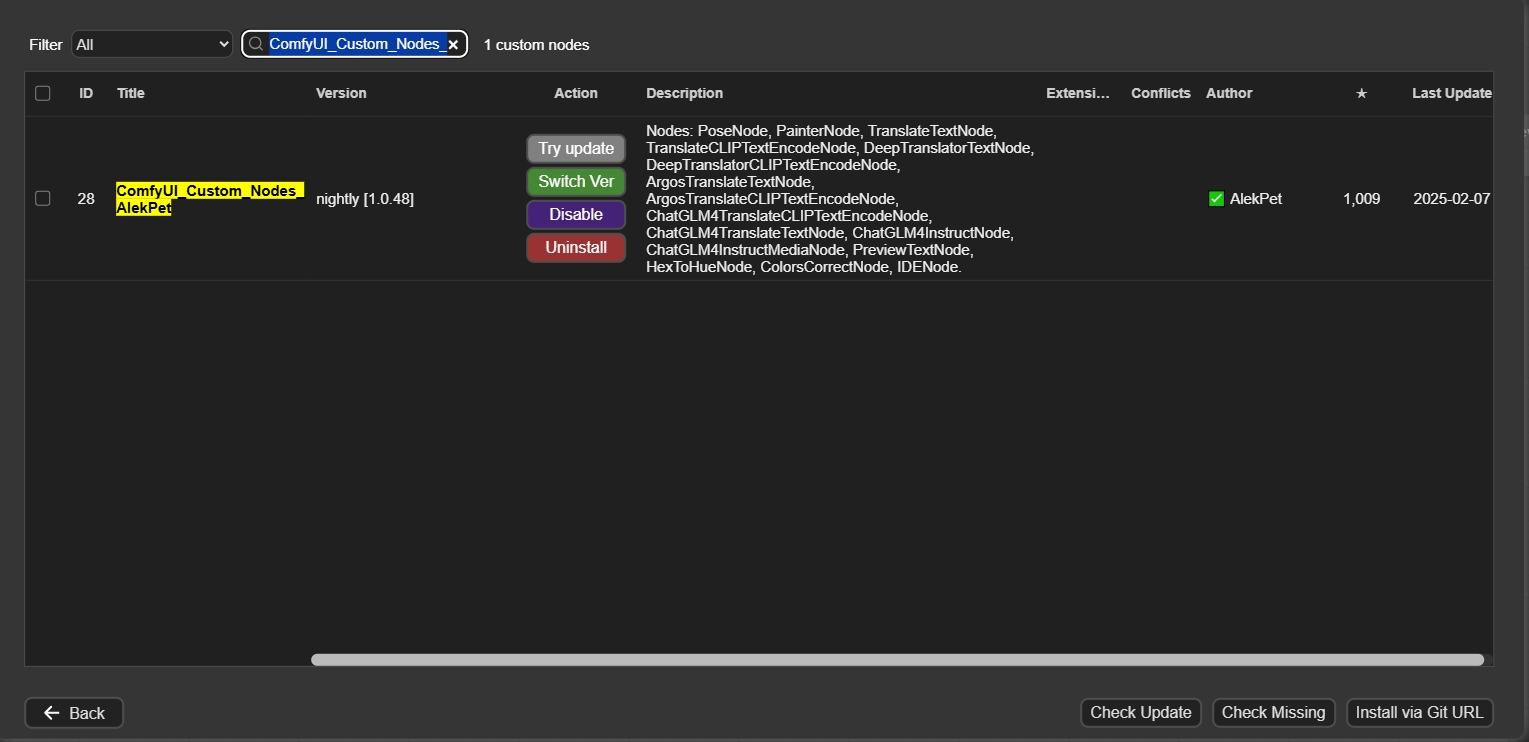 Filter All ComfyUI_Custom_Nodes_ 1 custom nodes
ID Title Version Action Description Extensi... Conflicts Author ★ Last Update
28
ComfyUI_Custom_Nodes_
AlekPet
nightly [1.0.48]
Try update
Switch Ver
Disable
Uninstall
Nodes: PoseNode, PainterNode, TranslateTextNode,
TranslateCLIPTextEncodeNode, DeepTranslatorTextNode,
DeepTranslatorCLIPTextEncodeNode,
ArgosTranslateTextNode,
ArgosTranslateCLIPTextEncodeNode,
ChatGLM4TranslateCLIPTextEncodeNode,
ChatGLM4TranslateTextNode, ChatGLM4InstructNode,
ChatGLM4InstructMediaNode, PreviewTextNode,
HexToHueNode, ColorsCorrectNode, IDENode.
AlekPet
1,009
2025-02-07
Back
Check Update Check Missing Install via Git URL